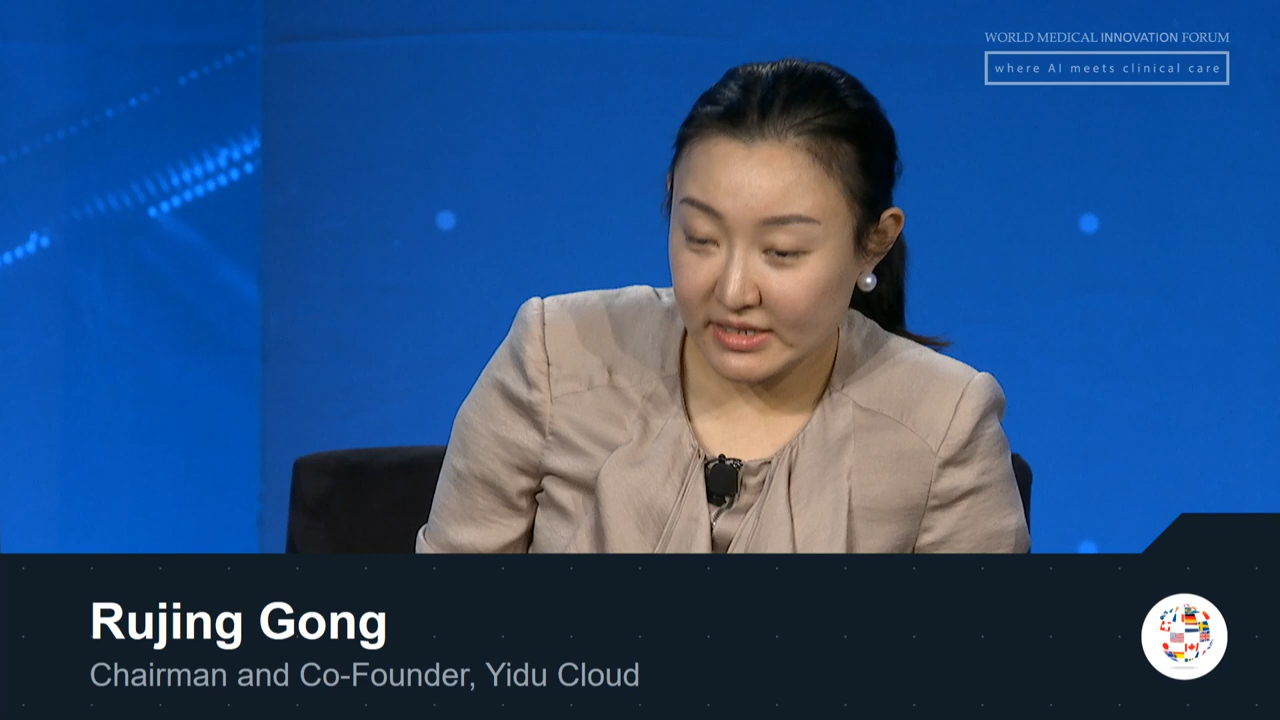 WORLD MEDICAL INNOVATION FORUM
where AI meets clinical care
Rujing Gong
Chairman and Co-Founder, Yidu Cloud